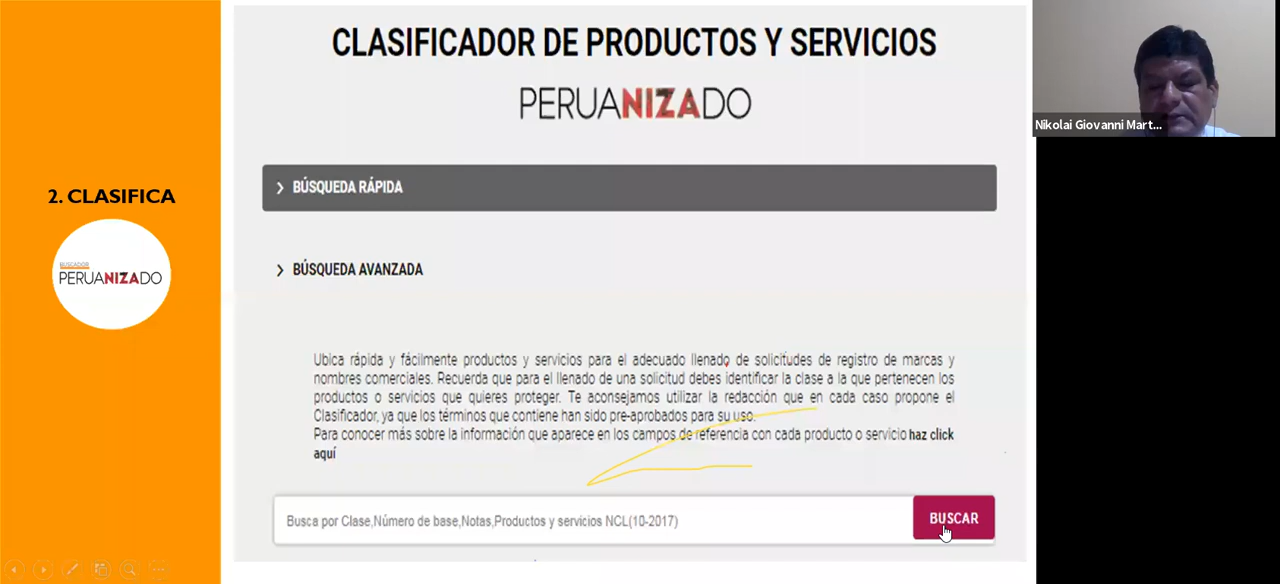 CLASIFICADOR DE PRODUCTOS Y SERVICIOS
PERUANIZADO
BÚSQUEDA RÁPIDA
BÚSQUEDA AVANZADA
Ubica rápida y fácilmente productos y servicios para el adecuado llenado de solicitudes de registro de marcas y
nombres comerciales. Recuerda que para el llenado de una solicitud debes identificar la clase a la que pertenecen los
productos o servicios que quieres proteger. Te aconsejamos utilizar la redacción que en cada caso propone el
Clasificador, ya que los términos que contiene han sido pre-aprobados para su uso.
Para conocer más sobre la información que aparece en los campos de referencia con cada producto o servicio haz click
aquí
Busca por Clase,Número de base,Notas,Productos y servicios NCL(10-2017)
BUSCAR
2. CLASIFICA
BUSCADOR
PERUANIZADO
Nikolai Giovanni Mart...